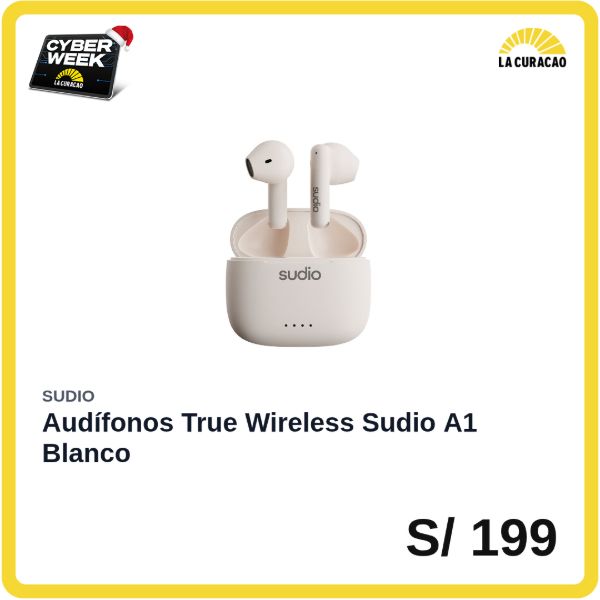 CYBER
WEEK
LA CURACAO
LA CURACAO
sudio
sudio
SUDIO
Audífonos True Wireless Sudio A1
Blanco
S/ 199